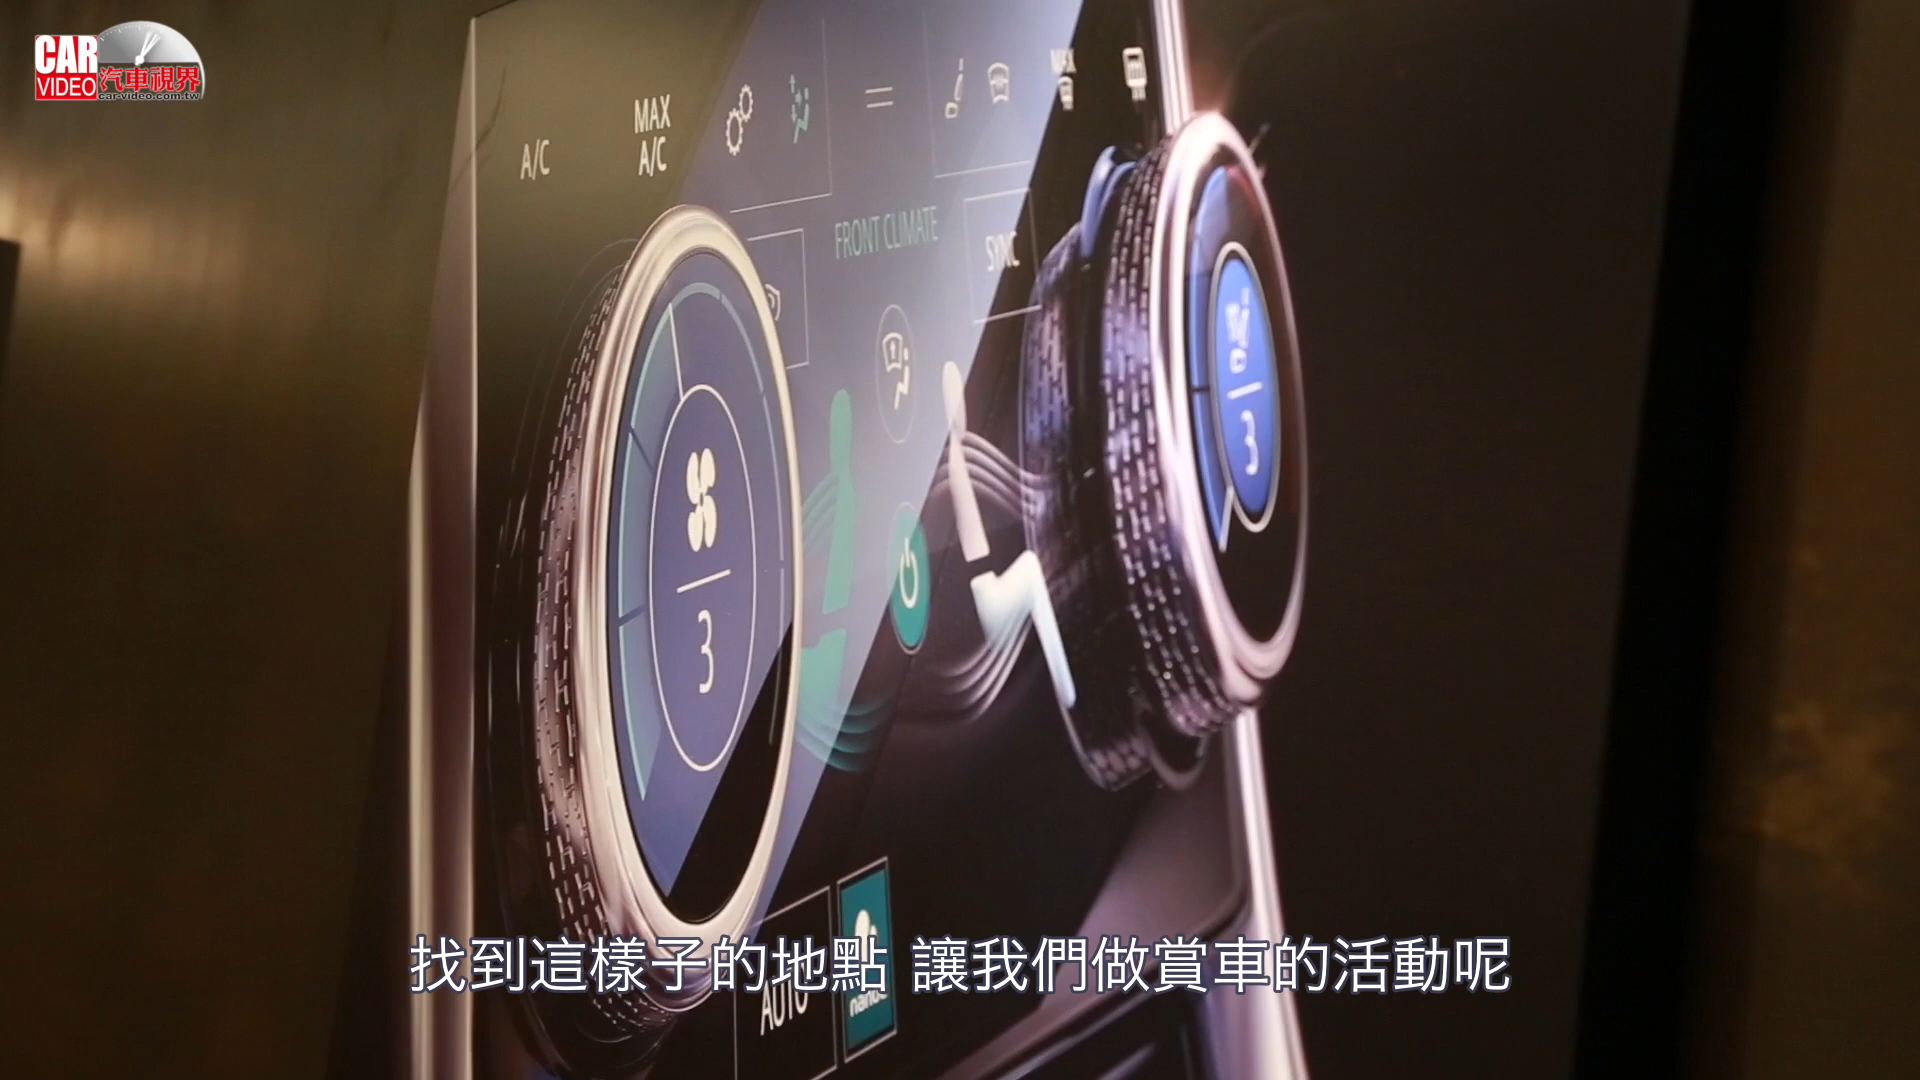 CAR
VIDEO
汽車視界
car-video.com.tw
A/C
MAX
A/C
MAX
FRONT CLIMATE
SYNC
3
3
AUTO
找到這樣子的地點 讓我們做賞車的活動呢